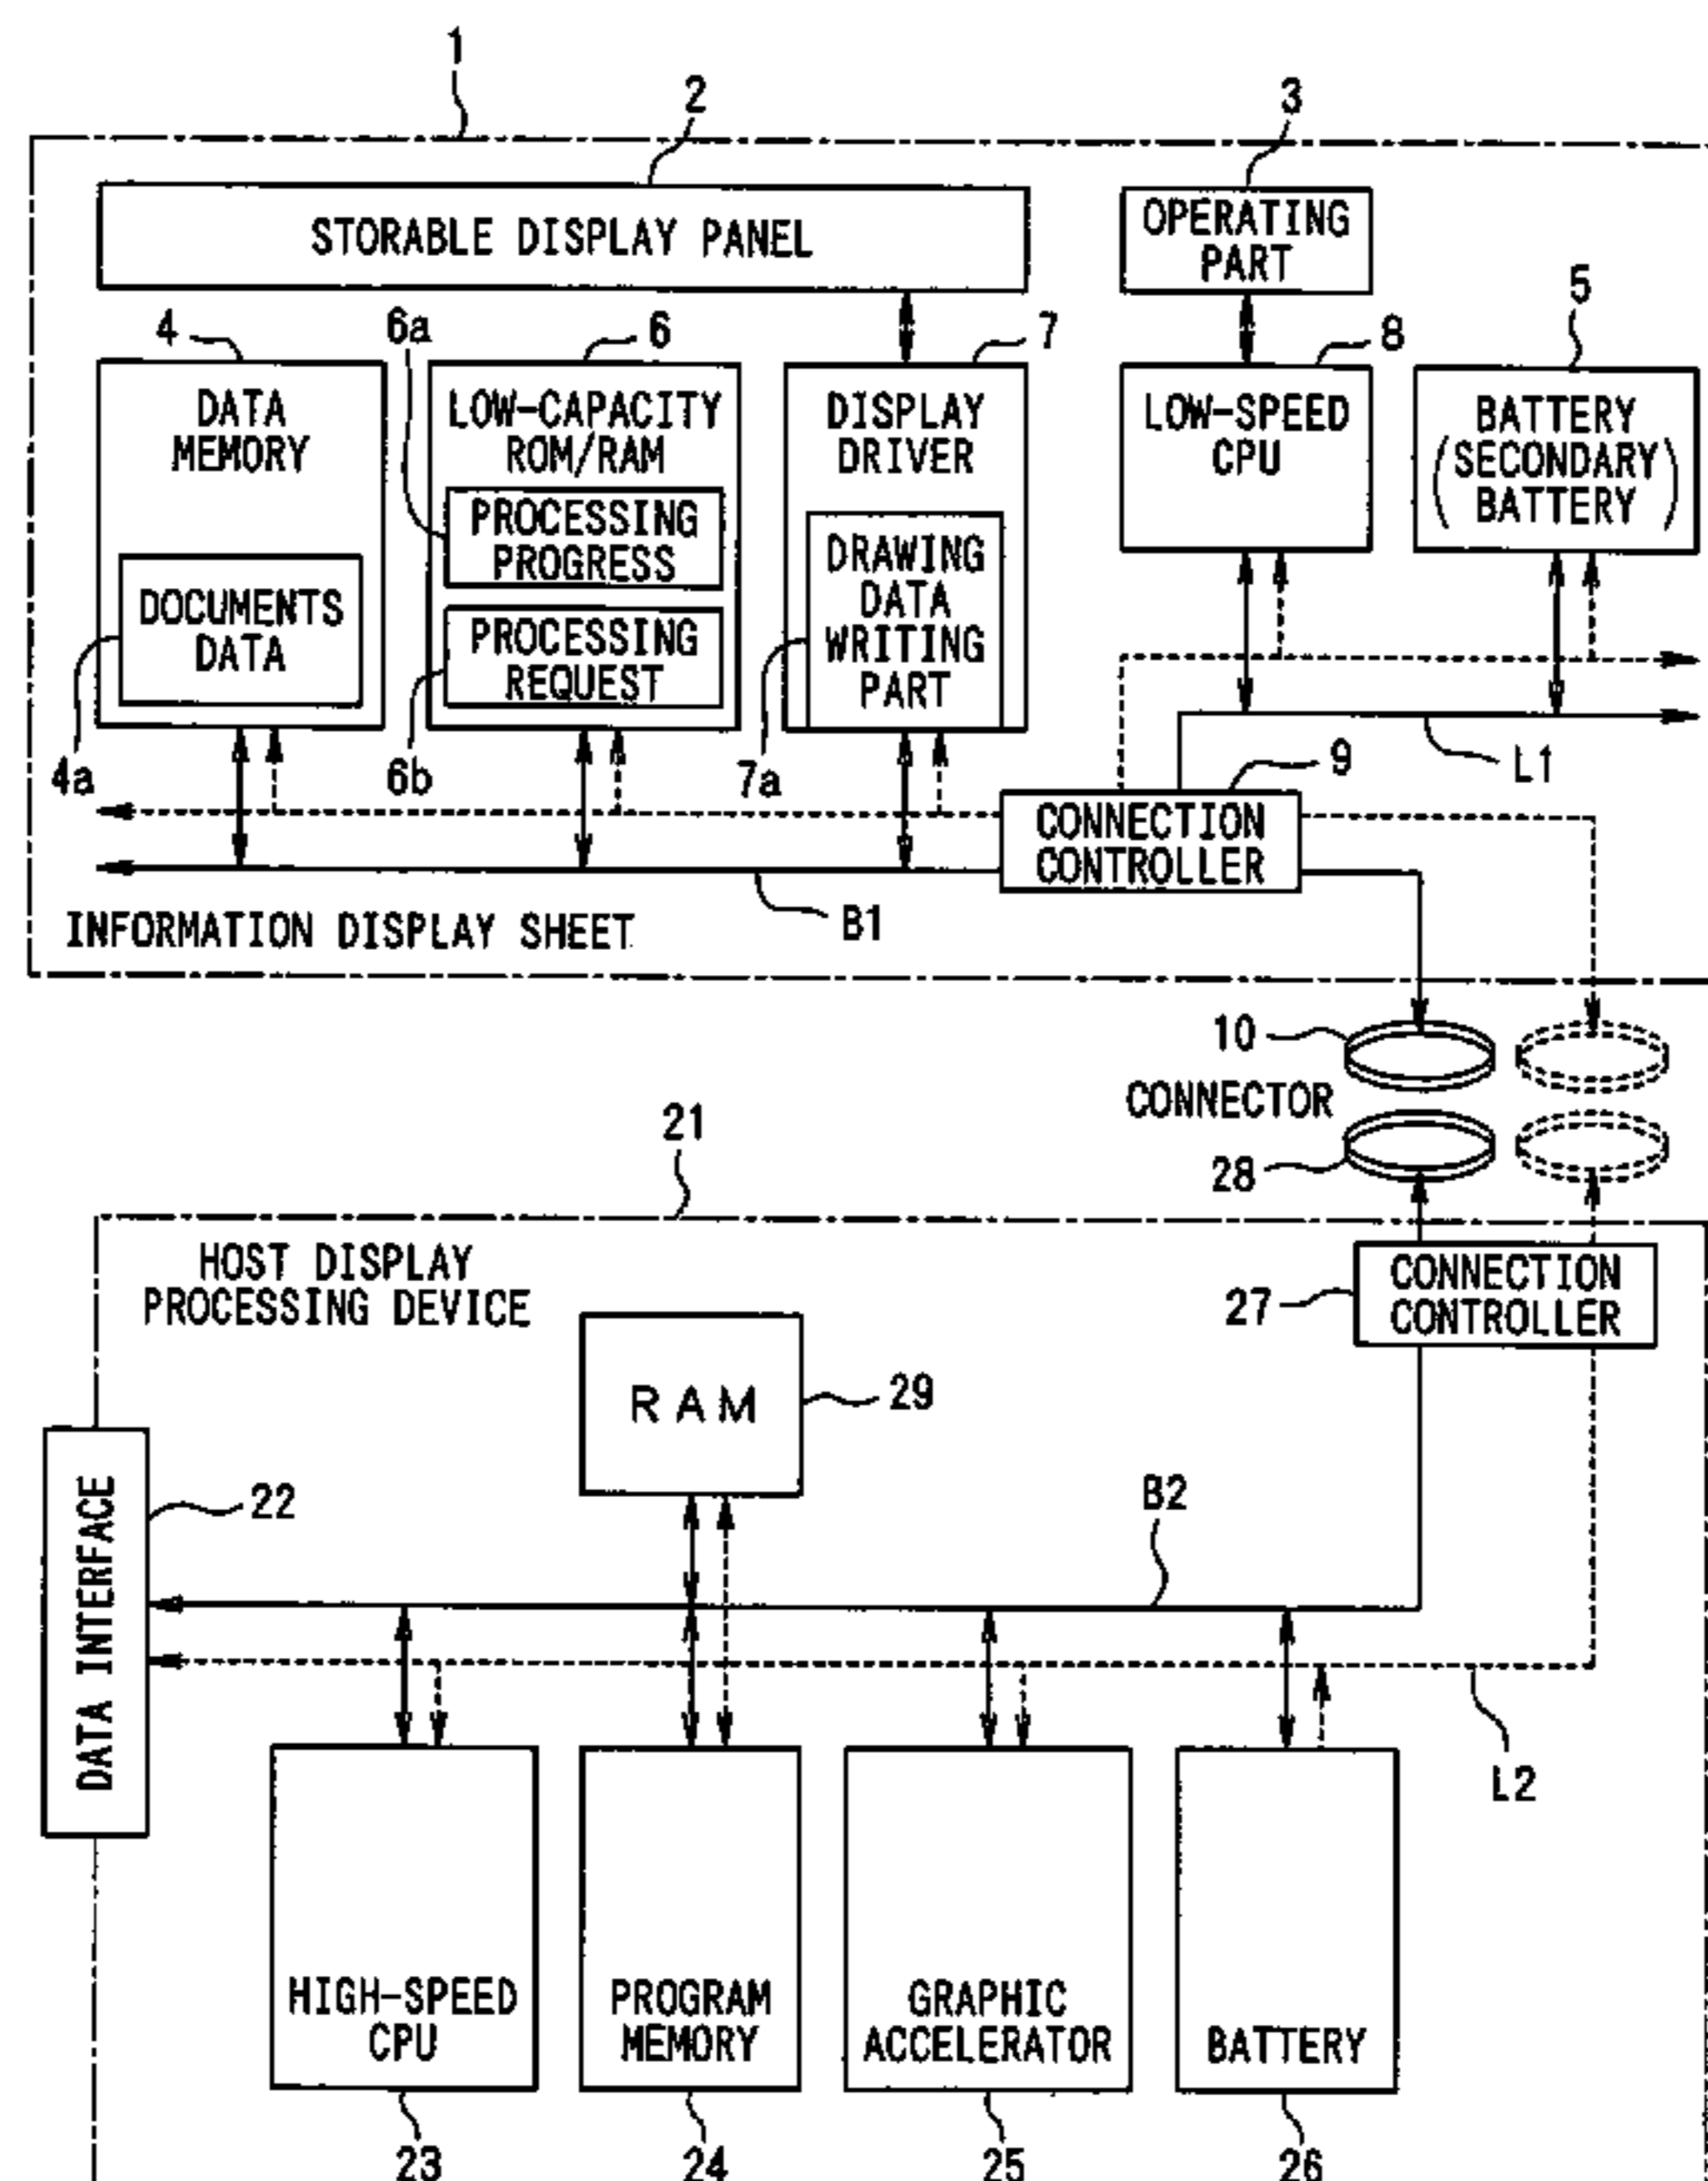 1
2
3
STORABLE DISPLAY PANEL
OPERATING
PART
4
6a
6
7
8
5
DATA
MEMORY
LOW-CAPACITY
ROM/RAM
DISPLAY
DRIVER
LOW-SPEED
CPU
BATTERY
(SECONDARY)
BATTERY
PROCESSING
PROGRESS
DOCUMENTS
DATA
PROCESSING
REQUEST
DRAWING
DATA
WRITING
PART
4a
6b
7a
9
L1
CONNECTION
CONTROLLER
B1
INFORMATION DISPLAY SHEET
10
CONNECTOR
28
21
HOST DISPLAY
PROCESSING DEVICE
CONNECTION
CONTROLLER
27
RAM
29
DATA INTERFACE
22
B2
L2
HIGH-SPEED
CPU
PROGRAM
MEMORY
GRAPHIC
ACCELERATOR
BATTERY
23
24
25
26